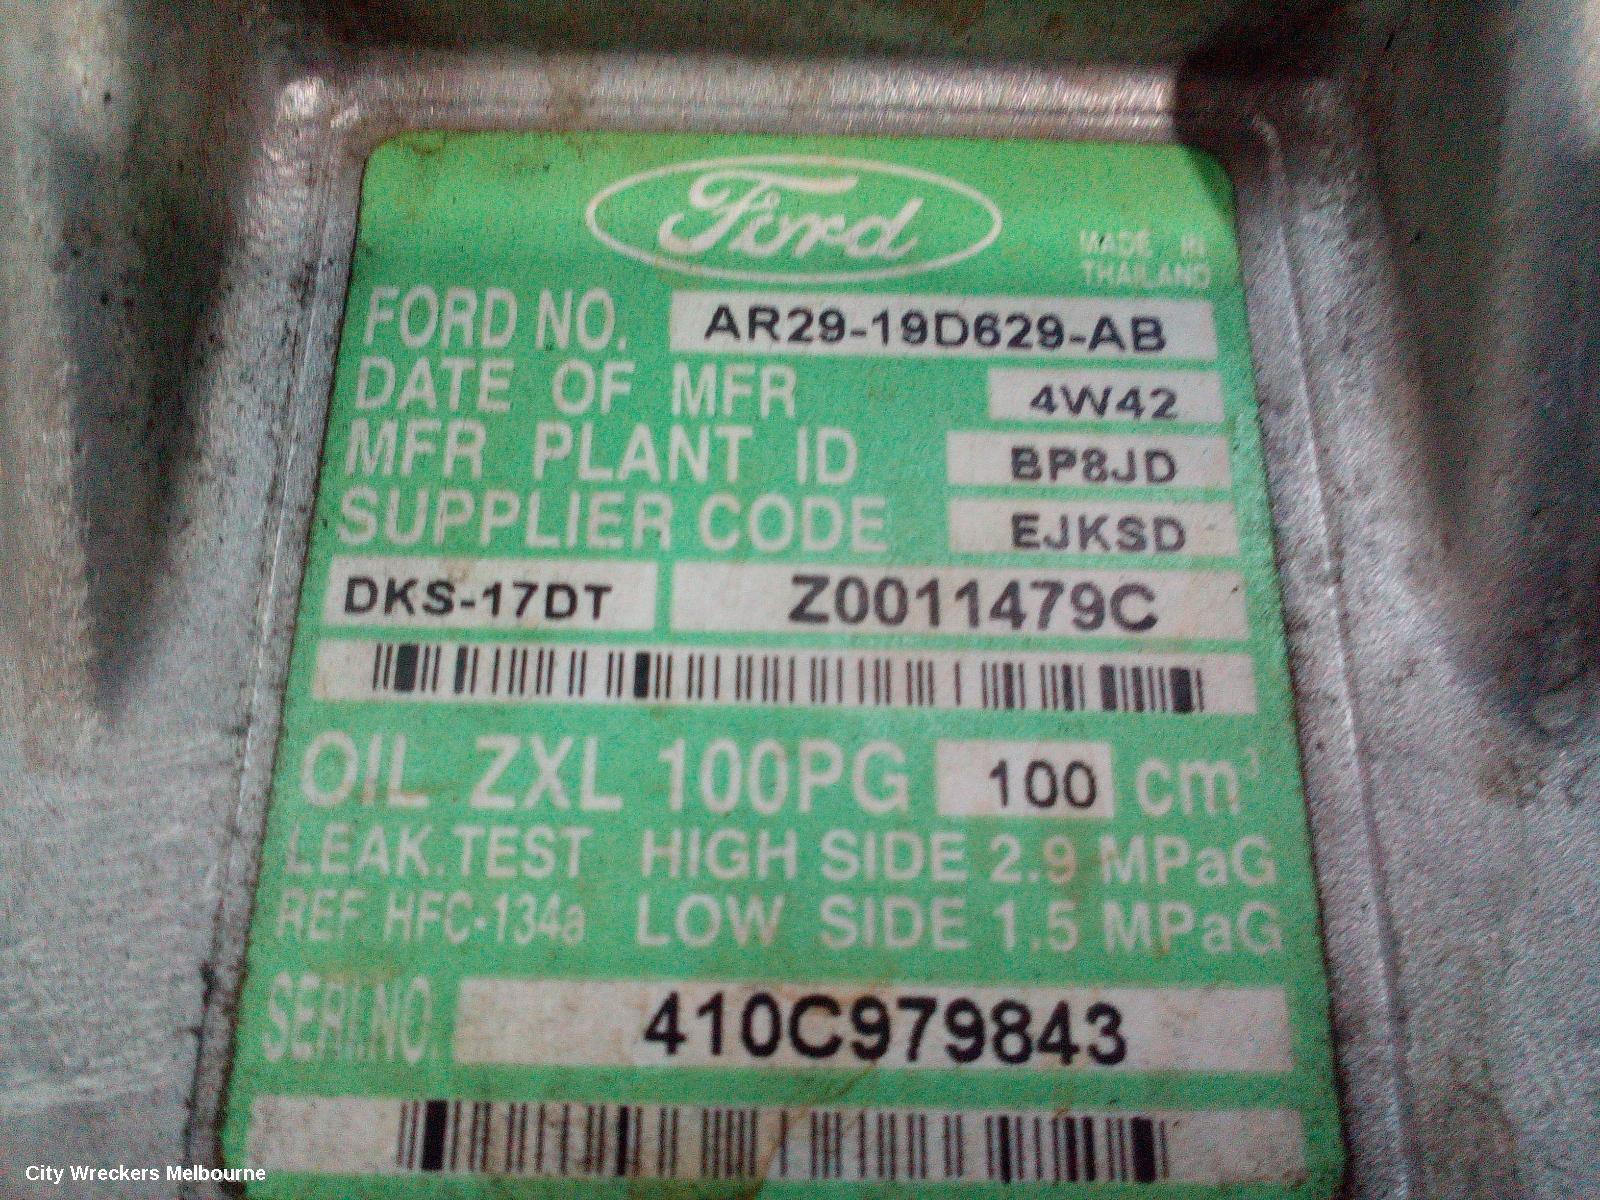 Ford
MADE IN
THAILAND
FORD NO. AR29-19D629-AB
DATE OF MFR 4W42
MFR PLANT ID BP8JD
SUPPLIER CODE EJKSD
DKS-17DT Z0011479C
OIL ZXL 100PG 100 cm³
LEAK.TEST HIGH SIDE 2.9 MPaG
REF HFC-134a LOW SIDE 1.5 MPaG
SERI.NO. 410C979843
City Wreckers Melbourne